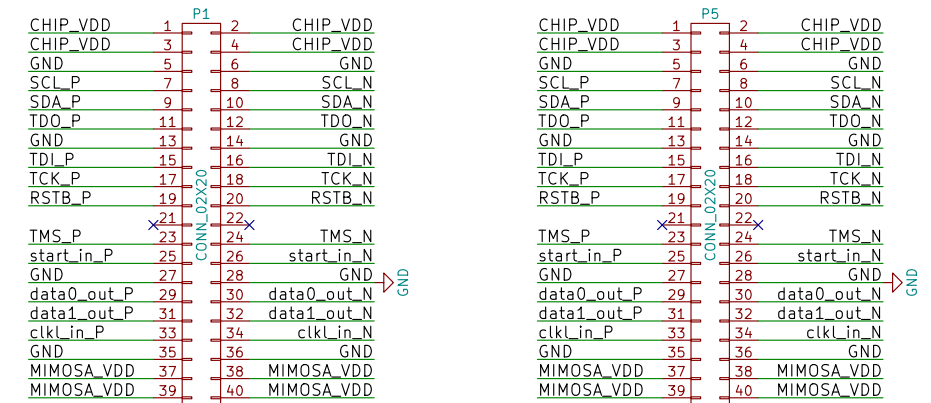 P1 P5
CHIP_VDD 1 2 CHIP_VDD CHIP_VDD 1 2 CHIP_VDD
CHIP_VDD 3 4 CHIP_VDD CHIP_VDD 3 4 CHIP_VDD
GND 5 6 GND GND 5 6 GND
SCL_P 7 8 SCL_N SCL_P 7 8 SCL_N
SDA_P 9 10 SDA_N SDA_P 9 10 SDA_N
TDO_P 11 12 TDO_N TDO_P 11 12 TDO_N
GND 13 14 GND GND 13 14 GND
TDI_P 15 16 TDI_N TDI_P 15 16 TDI_N
TCK_P 17 18 TCK_N TCK_P 17 18 TCK_N
RSTB_P 19 20 RSTB_N RSTB_P 19 20 RSTB_N
21 22 21 22
CONN_02X20 CONN_02X20
TMS_P 23 24 TMS_N TMS_P 23 24 TMS_N
start_in_P 25 26 start_in_N start_in_P 25 26 start_in_N
GND 27 28 GND GND GND 27 28 GND GND
data0_out_P 29 30 data0_out_N data0_out_P 29 30 data0_out_N
data1_out_P 31 32 data1_out_N data1_out_P 31 32 data1_out_N
clkl_in_P 33 34 clkl_in_N clkl_in_P 33 34 clkl_in_N
GND 35 36 GND GND 35 36 GND
MIMOSA_VDD 37 38 MIMOSA_VDD MIMOSA_VDD 37 38 MIMOSA_VDD
MIMOSA_VDD 39 40 MIMOSA_VDD MIMOSA_VDD 39 40 MIMOSA_VDD